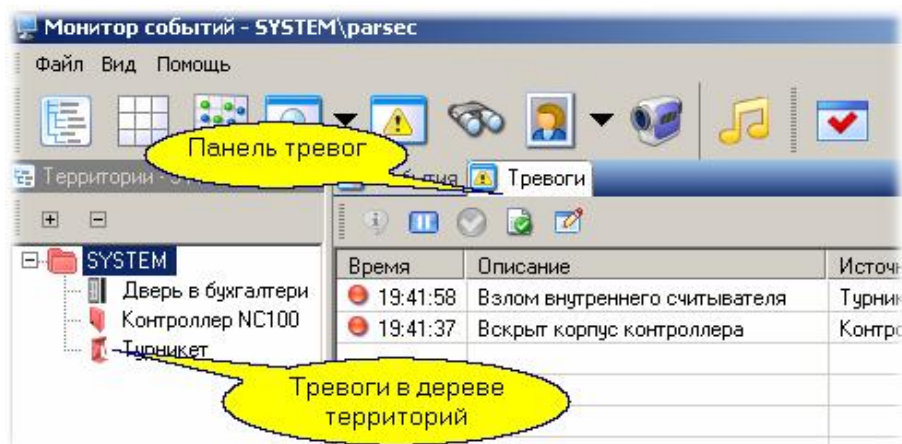 Монитор событий - SYSTEM\parsec
Файл Вид Помощь
Панель тревог
Территории
Тревоги
SYSTEM
Дверь в бухгалтери
Контроллер NC100
Турникет
Время Описание
19:41:58 Взлом внутреннего считывателя
19:41:37 Вскрыт корпус контроллера
Тревоги в дереве
территорий